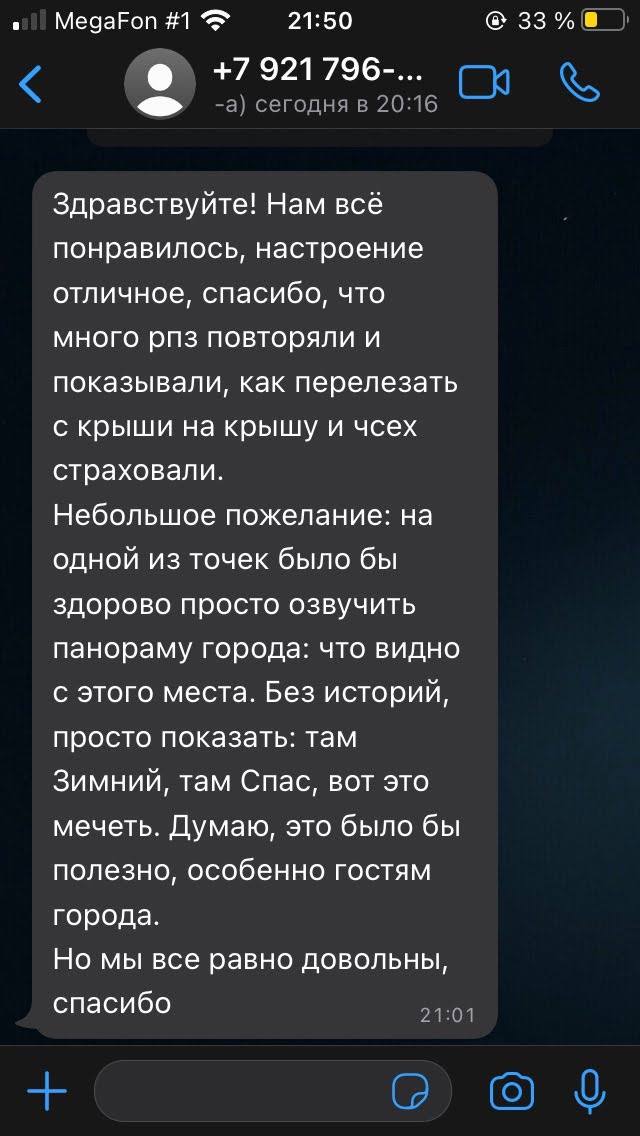 MegaFon #1 21:50 33 %
+7 921 796-...
-а) сегодня в 20:16
Здравствуйте! Нам всё
понравилось, настроение
отличное, спасибо, что
много рпз повторяли и
показывали, как перелезать
с крыши на крышу и чсех
страховали.
Небольшое пожелание: на
одной из точек было бы
здорово просто озвучить
панораму города: что видно
с этого места. Без историй,
просто показать: там
Зимний, там Спас, вот это
мечеть. Думаю, это было бы
полезно, особенно гостям
города.
Но мы все равно довольны,
спасибо
21:01